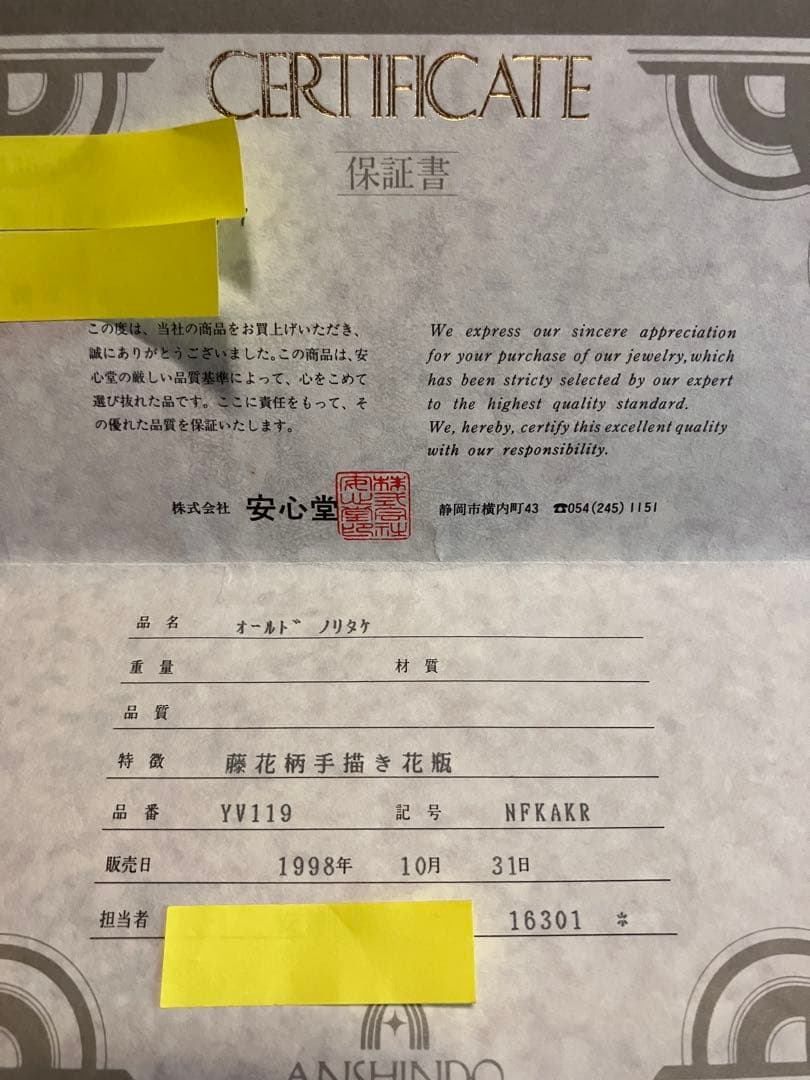 CERTIFICATE
保証書
この度は、当社の商品をお買上げいただき、
誠にありがとうございました。この商品は、安
心堂の厳しい品質基準によって、心をこめて
選び抜かれた品です。ここに責任をもって、そ
の優れた品質を保証いたします。
We express our sincere appreciation
for your purchase of our jewelry, which
has been stricty selected by our expert
to the highest quality standard.
We, hereby, certify this excellent quality
with our responsibility.
株式会社 安心堂
株式会社安心堂印
静岡市横内町43 ☎054(245)1151
品名 ｵｰﾙﾄﾞ ﾉﾘﾀｹ
重量 材質
品質
特徴 藤花柄手描き花瓶
品番 YV119 記号 NFKAKR
販売日 1998年 10月 31日
担当者 16301 *
ANSHINDO